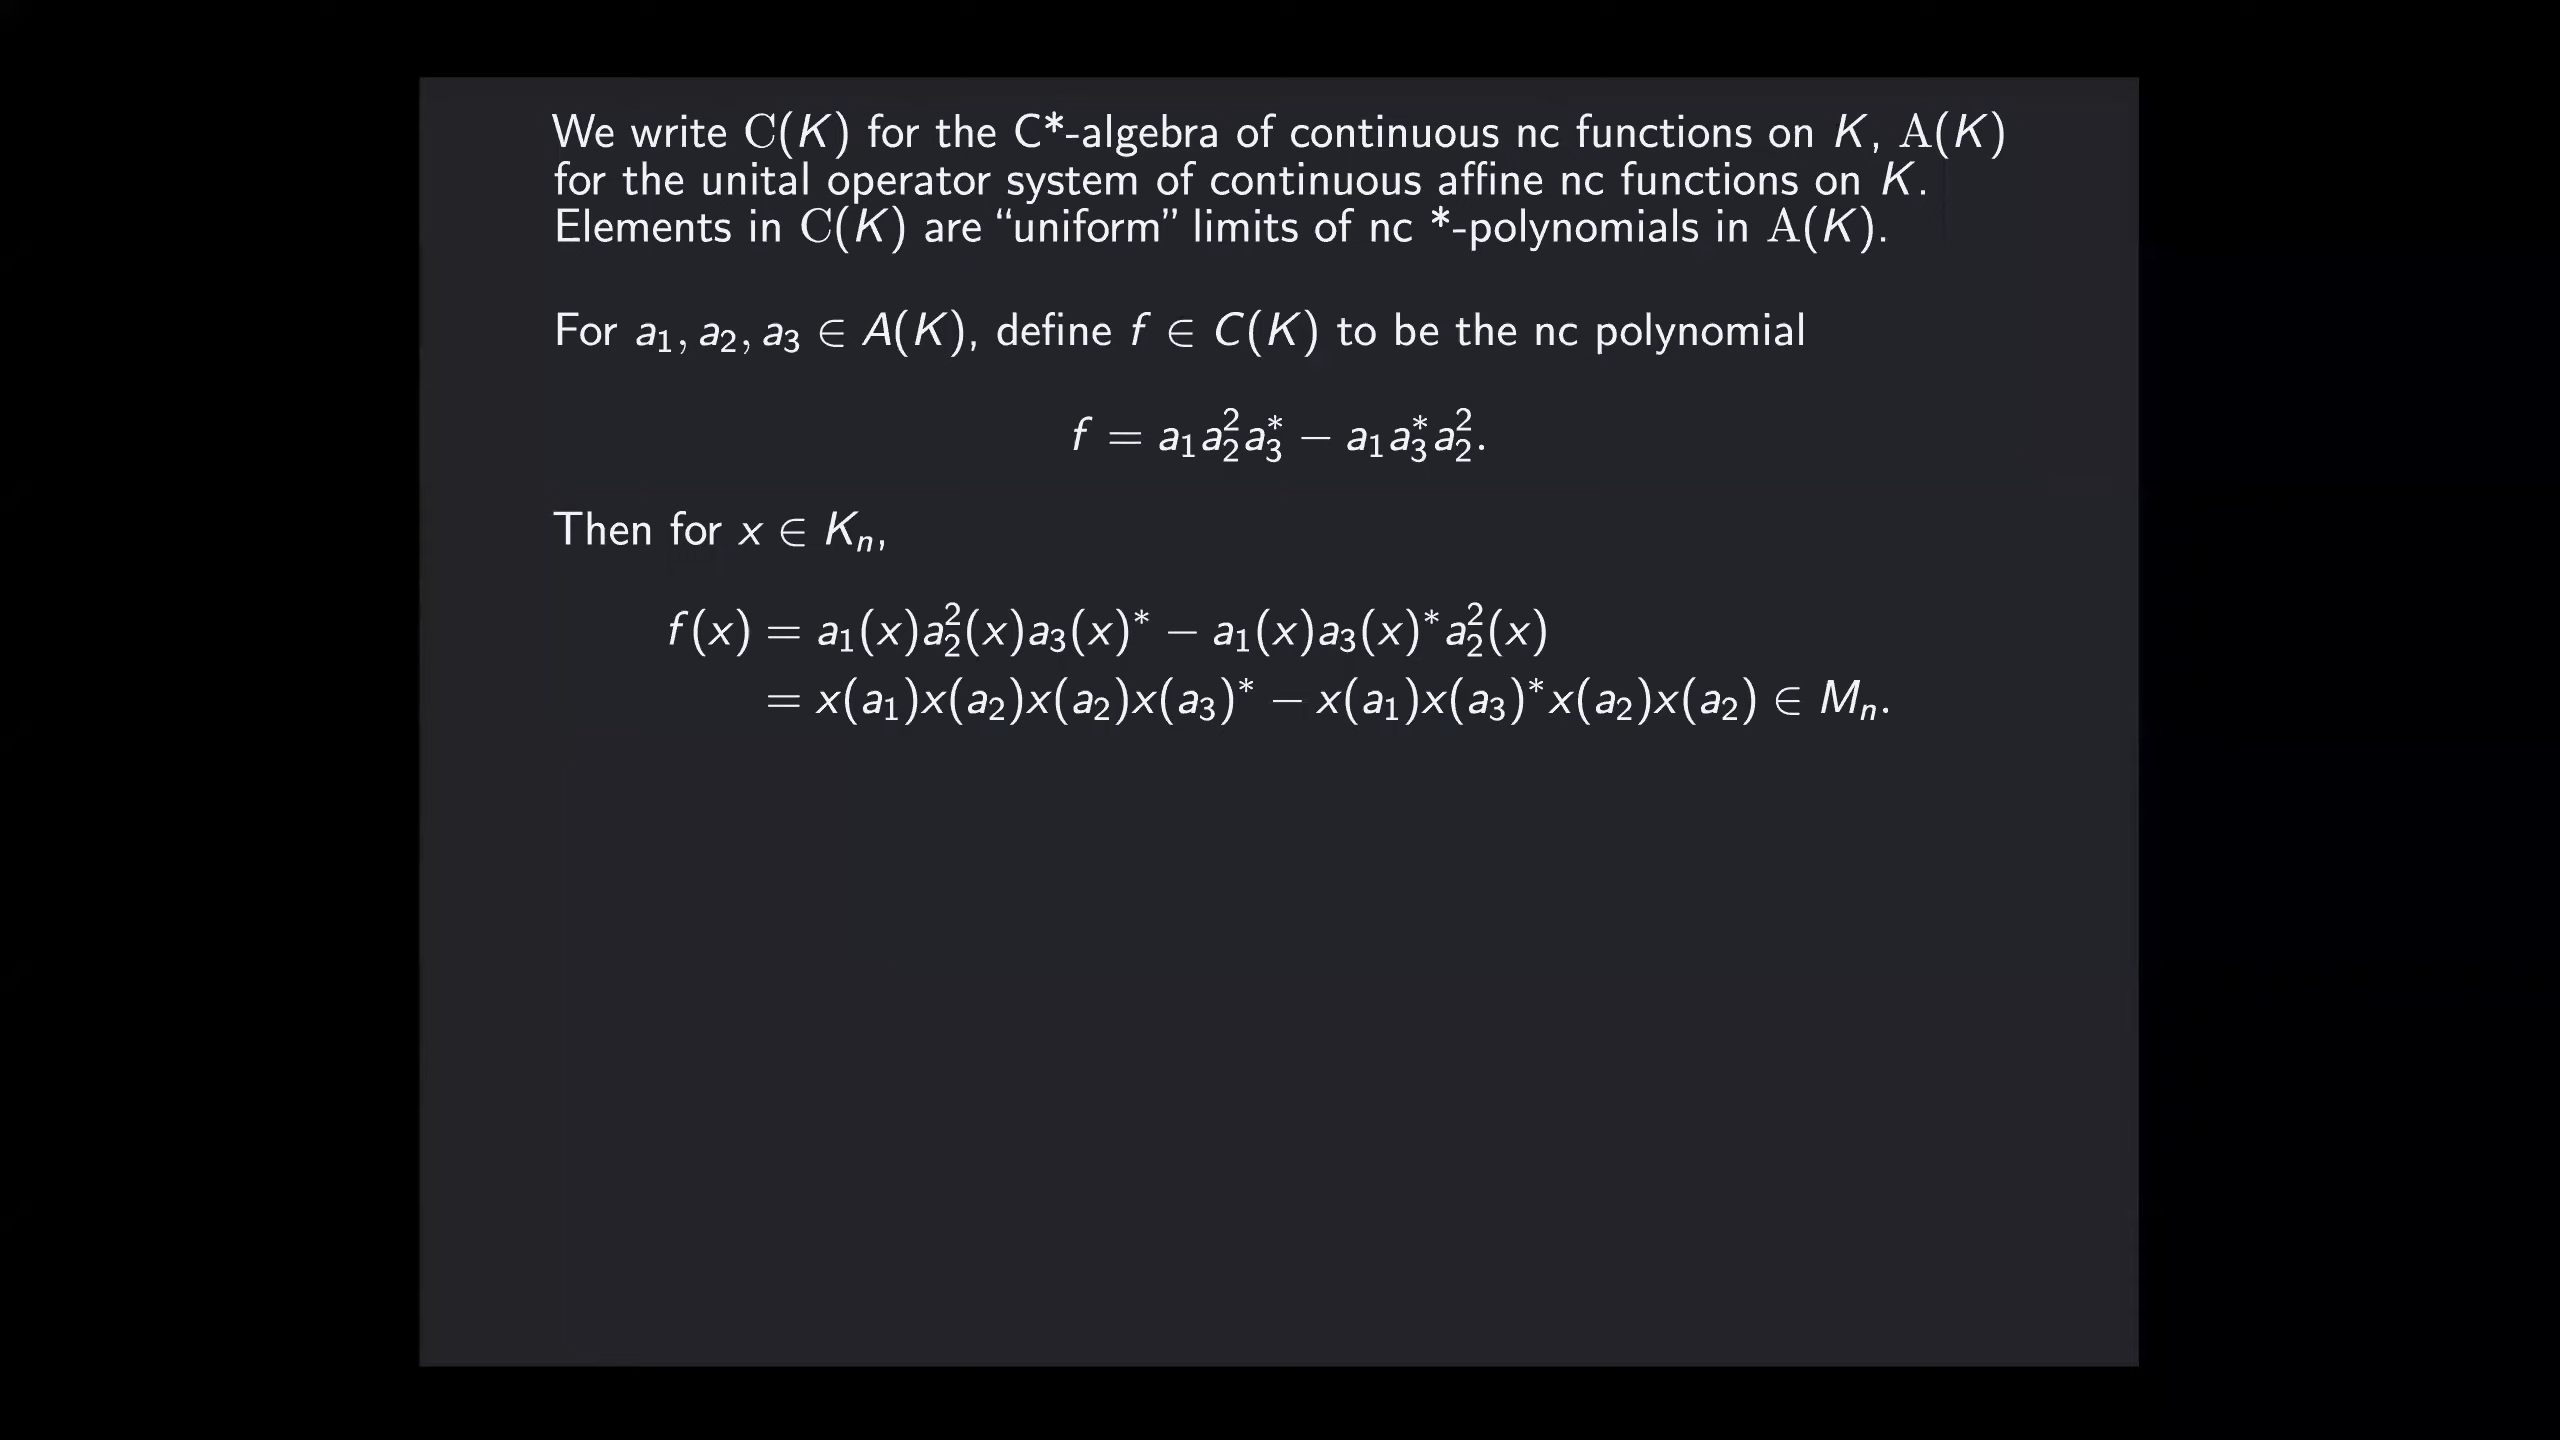 We write C(K) for the C*-algebra of continuous nc functions on K, A(K)
for the unital operator system of continuous affine nc functions on K.
Elements in C(K) are “uniform” limits of nc *-polynomials in A(K).
For a₁, a₂, a₃ ∈ A(K), define f ∈ C(K) to be the nc polynomial
f = a₁a₂²a₃* − a₁a₃*a₂².
Then for x ∈ Kₙ,
f(x) = a₁(x)a₂²(x)a₃(x)* − a₁(x)a₃(x)*a₂²(x)
= x(a₁)x(a₂)x(a₂)x(a₃)* − x(a₁)x(a₃)*x(a₂)x(a₂) ∈ Mₙ.